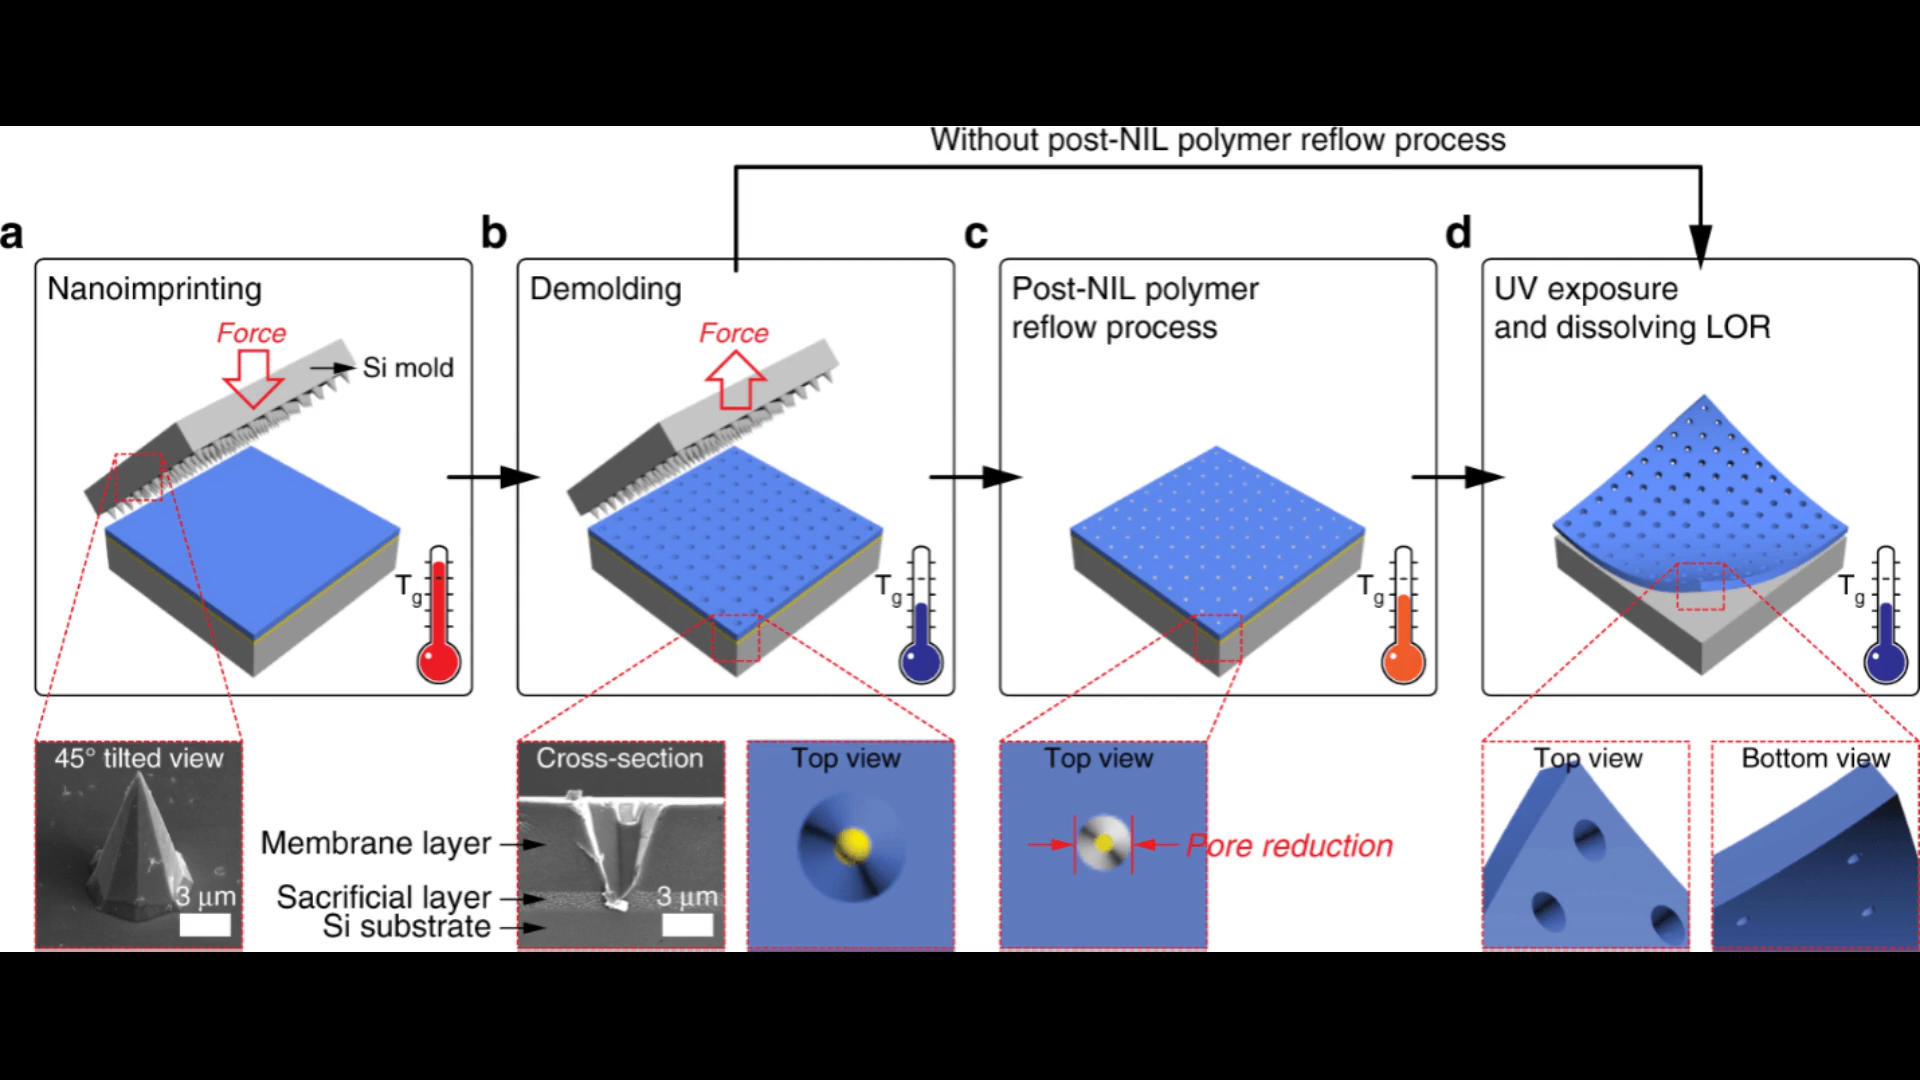 Without post-NIL polymer reflow process
a
b
c
d
Nanoimprinting
Force
Si mold
Tg
45° tilted view
3 μm
Demolding
Force
Tg
Cross-section
Membrane layer
Sacrificial layer
Si substrate
3 μm
Top view
Post-NIL polymer
reflow process
Tg
Top view
Pore reduction
UV exposure
and dissolving LOR
Tg
Top view
Bottom view